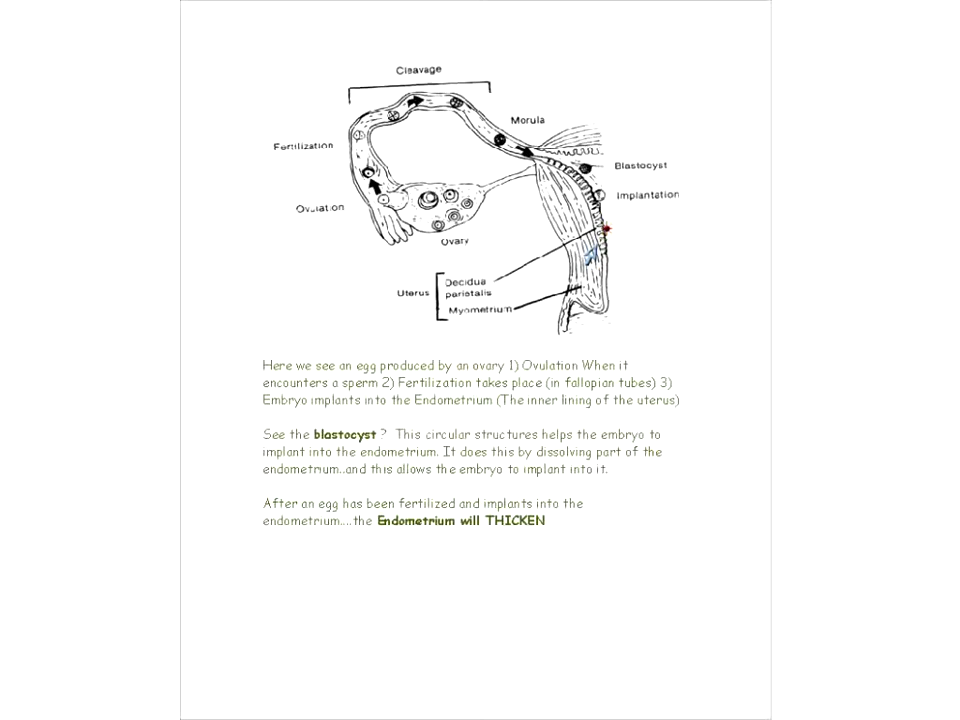 Cleavage
Morula
Fertilization
Blastocyst
Implantation
Ovulation
Ovary
Uterus
Decidua
parietalis
Myometrium
Here we see an egg produced by an ovary 1) Ovulation When it
encounters a sperm 2) Fertilization takes place (in fallopian tubes) 3)
Embryo implants into the Endometrium (The inner lining of the uterus)
See the blastocyst ? This circular structures helps the embryo to
implant into the endometrium. It does this by dissolving part of the
endometrium..and this allows the embryo to implant into it.
After an egg has been fertilized and implants into the
endometrium....the Endometrium will THICKEN